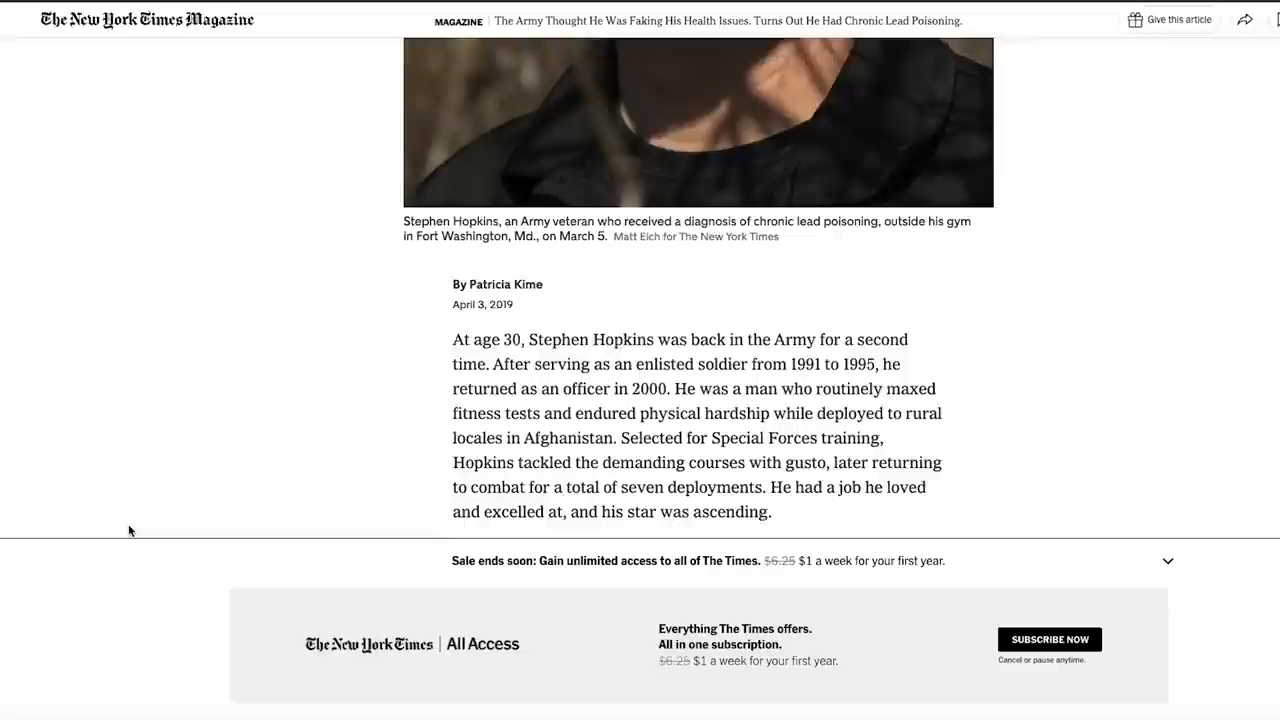 The New York Times Magazine
MAGAZINE | The Army Thought He Was Faking His Health Issues. Turns Out He Had Chronic Lead Poisoning.
Give this article
Stephen Hopkins, an Army veteran who received a diagnosis of chronic lead poisoning, outside his gym
in Fort Washington, Md., on March 5. Matt Eich for The New York Times
By Patricia Kime
April 3, 2019
At age 30, Stephen Hopkins was back in the Army for a second
time. After serving as an enlisted soldier from 1991 to 1995, he
returned as an officer in 2000. He was a man who routinely maxed
fitness tests and endured physical hardship while deployed to rural
locales in Afghanistan. Selected for Special Forces training,
Hopkins tackled the demanding courses with gusto, later returning
to combat for a total of seven deployments. He had a job he loved
and excelled at, and his star was ascending.
Sale ends soon: Gain unlimited access to all of The Times. $6.25 $1 a week for your first year.
The New York Times | All Access
Everything The Times offers.
All in one subscription.
$6.25 $1 a week for your first year.
SUBSCRIBE NOW
Cancel or pause anytime.